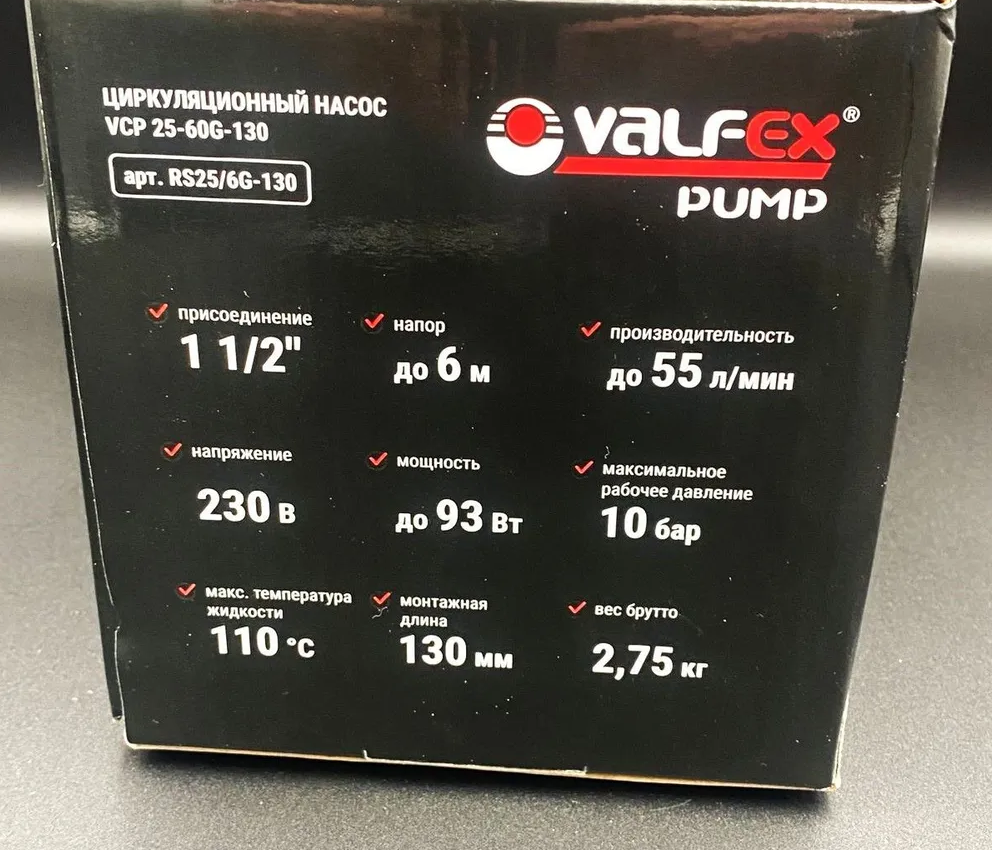 ЦИРКУЛЯЦИОННЫЙ НАСОС
VCP 25-60G-130
арт. RS25/6G-130
VALFEX®
PUMP
присоединение
1 1/2"
напор
до 6 м
производительность
до 55 л/мин
напряжение
230 В
мощность
до 93 Вт
максимальное
рабочее давление
10 бар
макс. температура
жидкости
110 °С
монтажная
длина
130 мм
вес брутто
2,75 кг